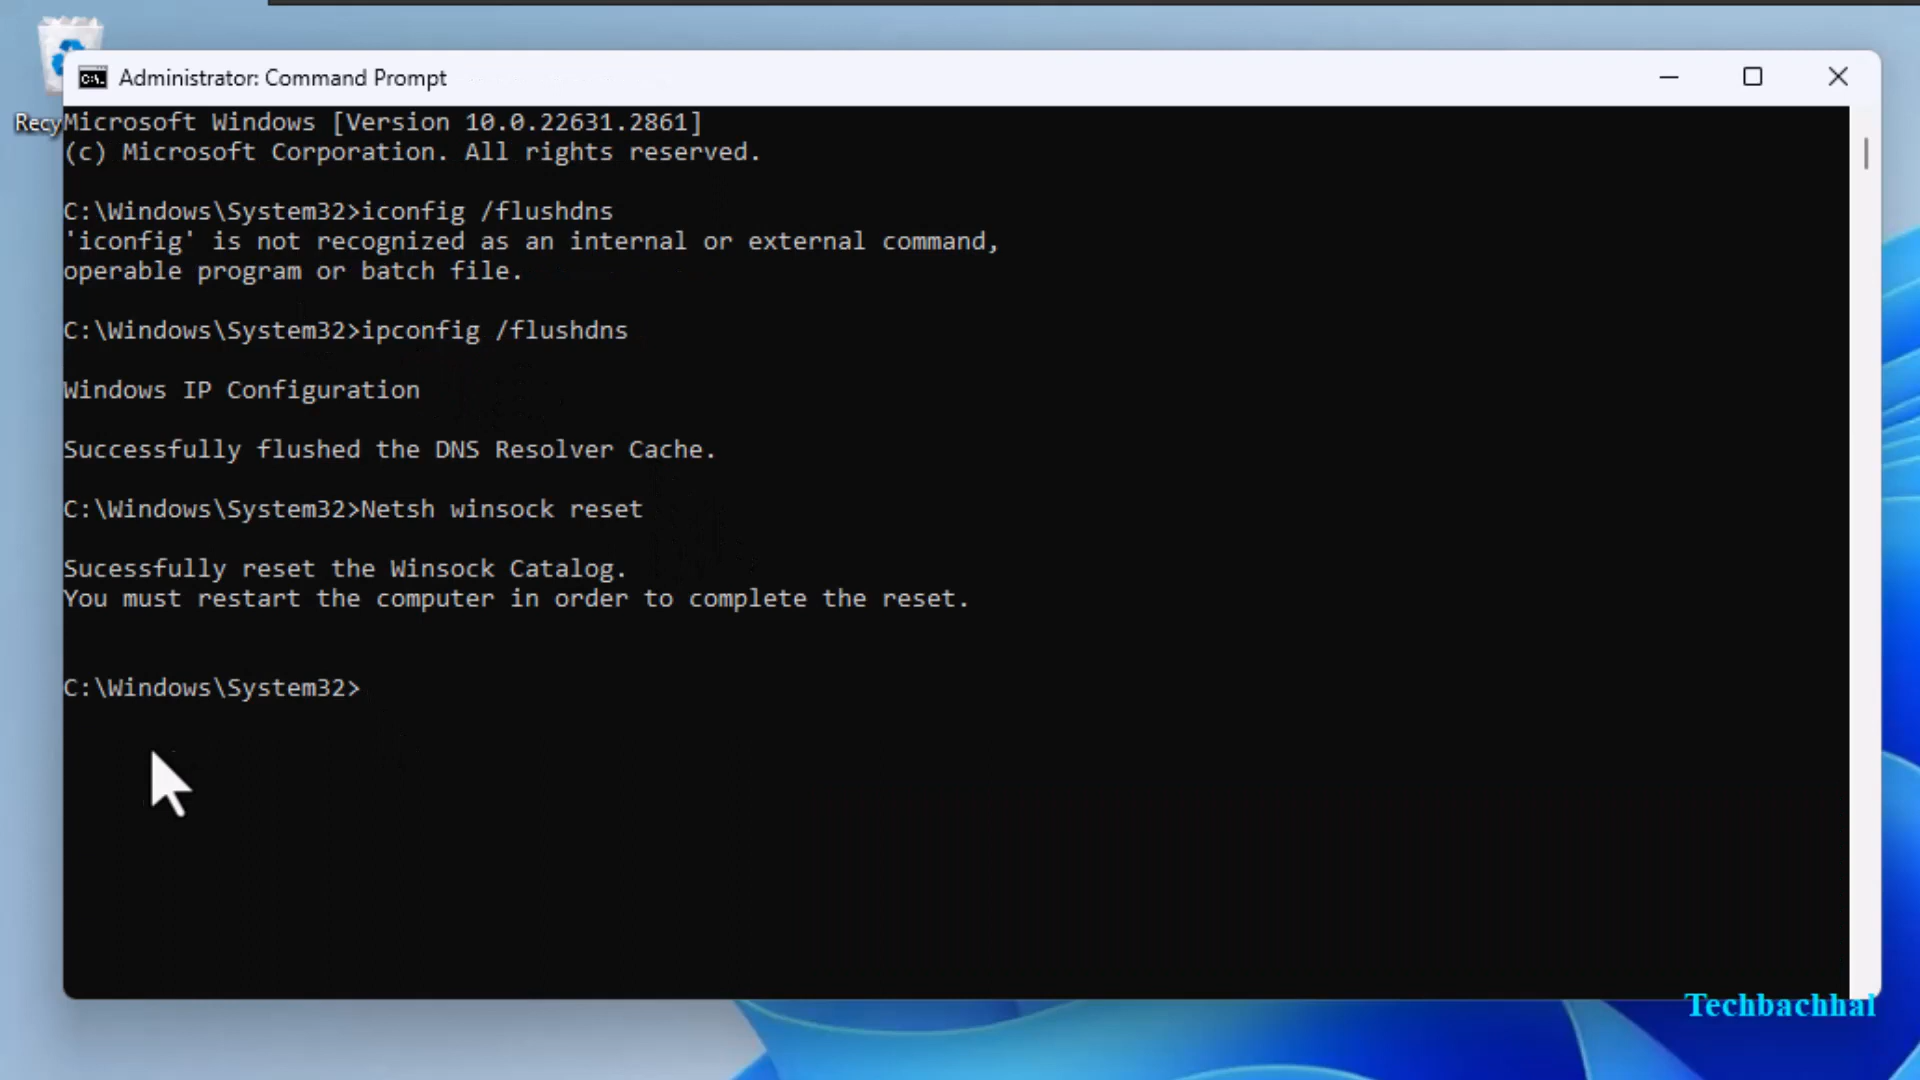 Administrator: Command Prompt
Recy
Microsoft Windows [Version 10.0.22631.2861]
(c) Microsoft Corporation. All rights reserved.
C:\Windows\System32>iconfig /flushdns
'iconfig' is not recognized as an internal or external command,
operable program or batch file.
C:\Windows\System32>ipconfig /flushdns
Windows IP Configuration
Successfully flushed the DNS Resolver Cache.
C:\Windows\System32>Netsh winsock reset
Sucessfully reset the Winsock Catalog.
You must restart the computer in order to complete the reset.
C:\Windows\System32>
Techbachhal